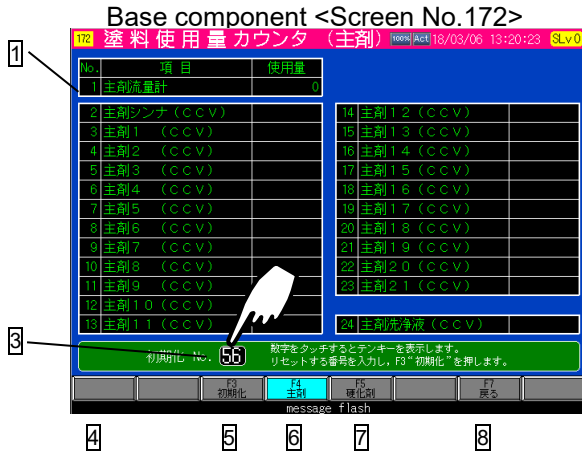 Base component <Screen No.172>
172 塗料使用量カウンタ (主剤) 100% Act 18/03/06 13:20:23 SLv0
1
No. 項目 使用量
1 主剤流量計 0
2 主剤シンナ(CCV)
3 主剤1 (CCV)
4 主剤2 (CCV)
5 主剤3 (CCV)
6 主剤4 (CCV)
7 主剤5 (CCV)
8 主剤6 (CCV)
9 主剤7 (CCV)
10 主剤8 (CCV)
11 主剤9 (CCV)
12 主剤10(CCV)
13 主剤11(CCV)
14 主剤12(CCV)
15 主剤13(CCV)
16 主剤14(CCV)
17 主剤15(CCV)
18 主剤16(CCV)
19 主剤17(CCV)
20 主剤18(CCV)
21 主剤19(CCV)
22 主剤20(CCV)
23 主剤21(CCV)
24 主剤洗浄液(CCV)
3
初期化 No. 56
数字をタッチするとテンキーを表示します。
リセットする番号を入力し, F3"初期化"を押します。
F3 初期化
F4 主剤
F5 硬化剤
F7 戻る
message flash
4 5 6 7 8